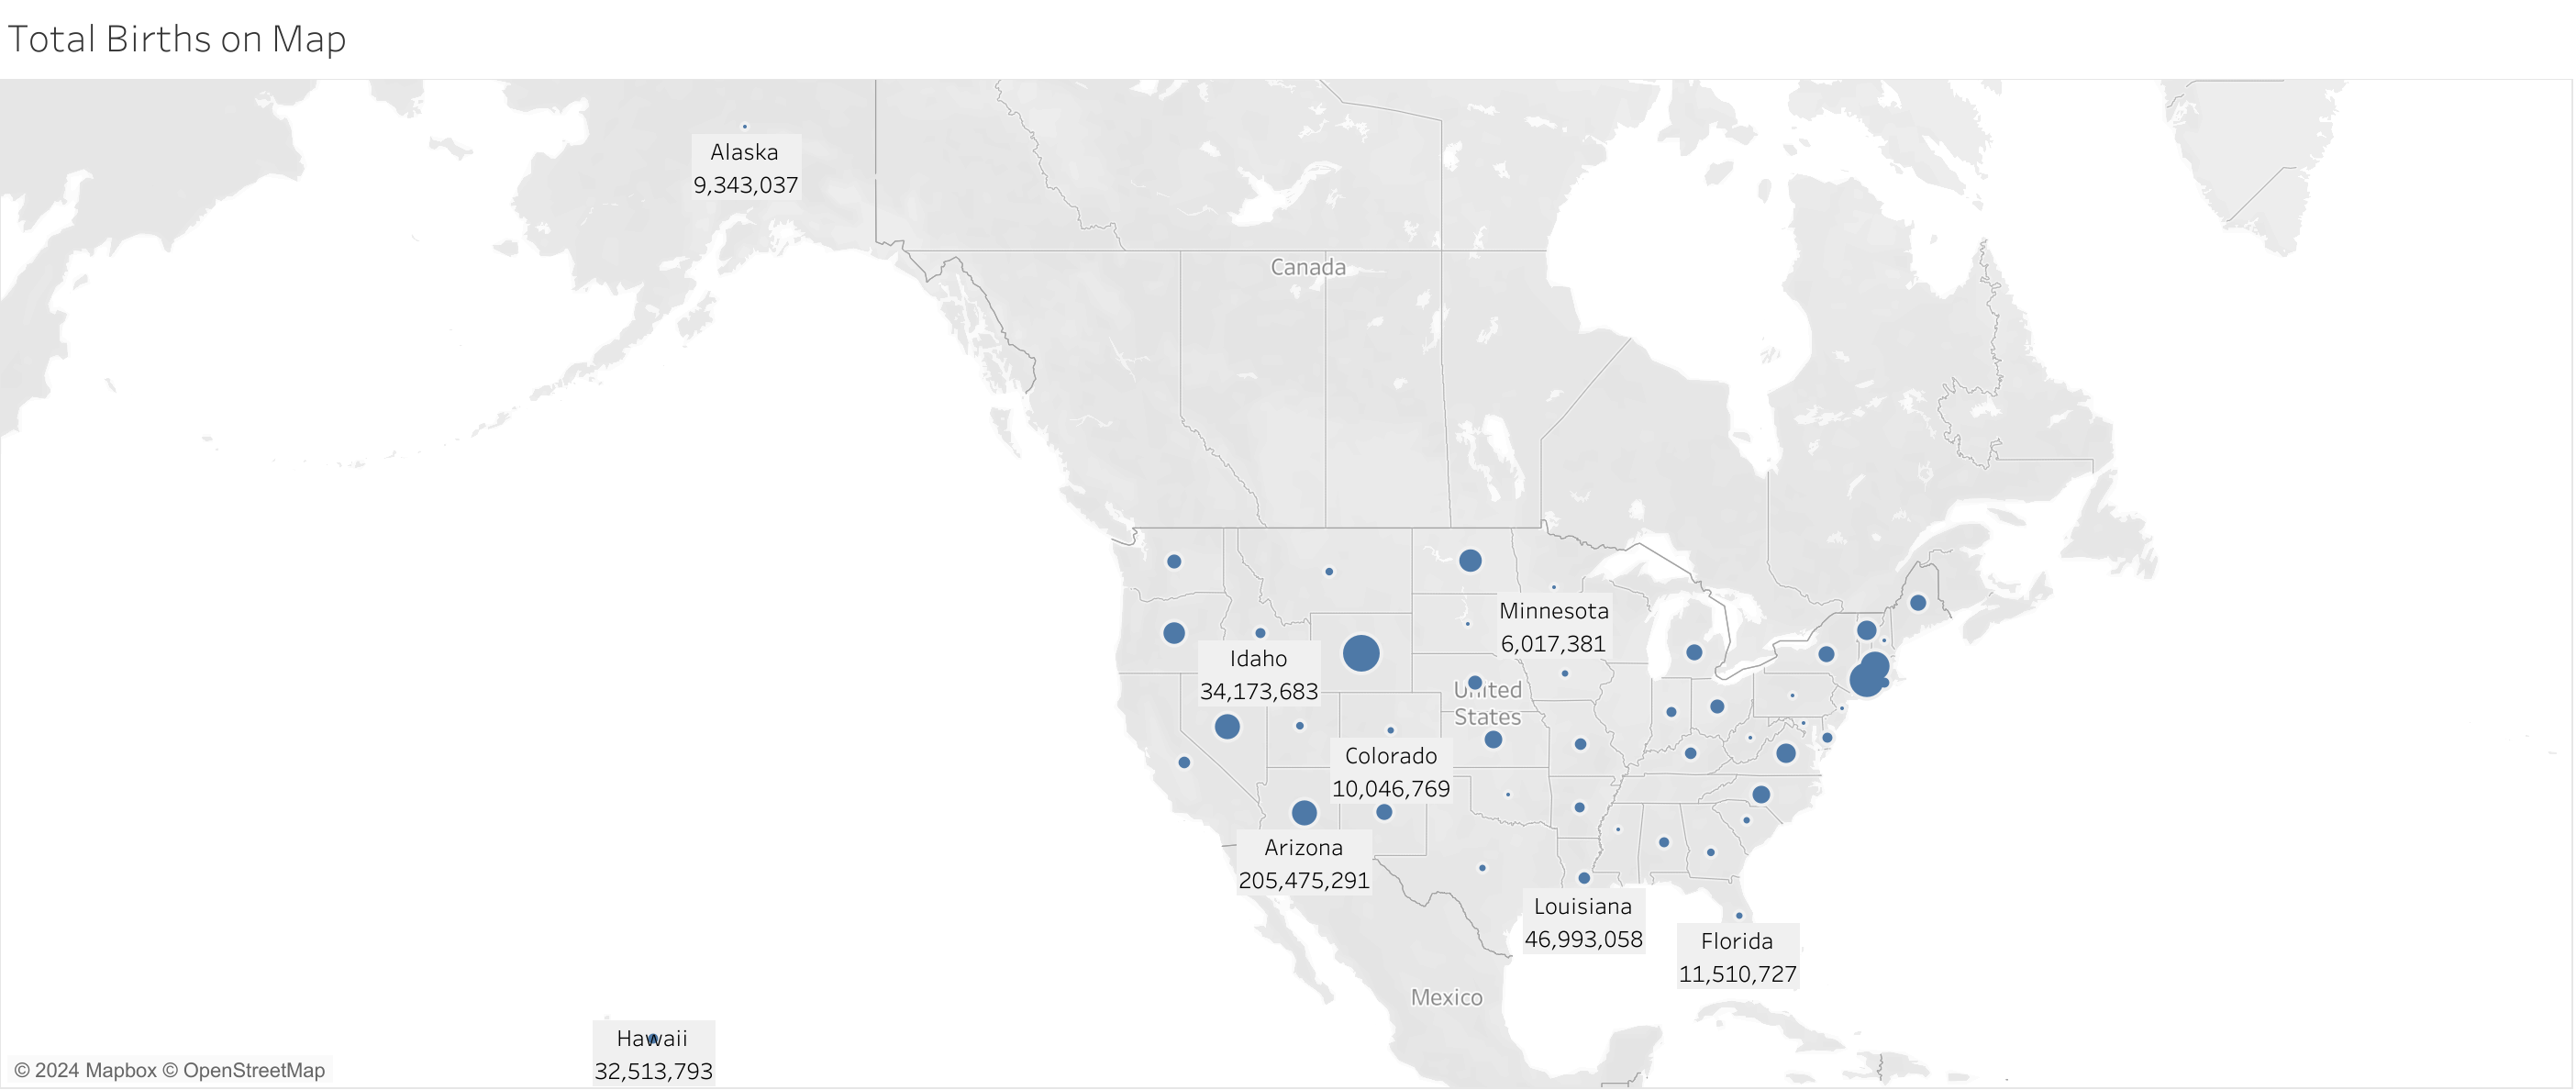 Total Births on Map
Alaska
9,343,037
Canada
Minnesota
6,017,381
Idaho
34,173,683
United
States
Colorado
10,046,769
Arizona
205,475,291
Louisiana
46,993,058
Florida
11,510,727
Mexico
Hawaii
32,513,793
© 2024 Mapbox © OpenStreetMap